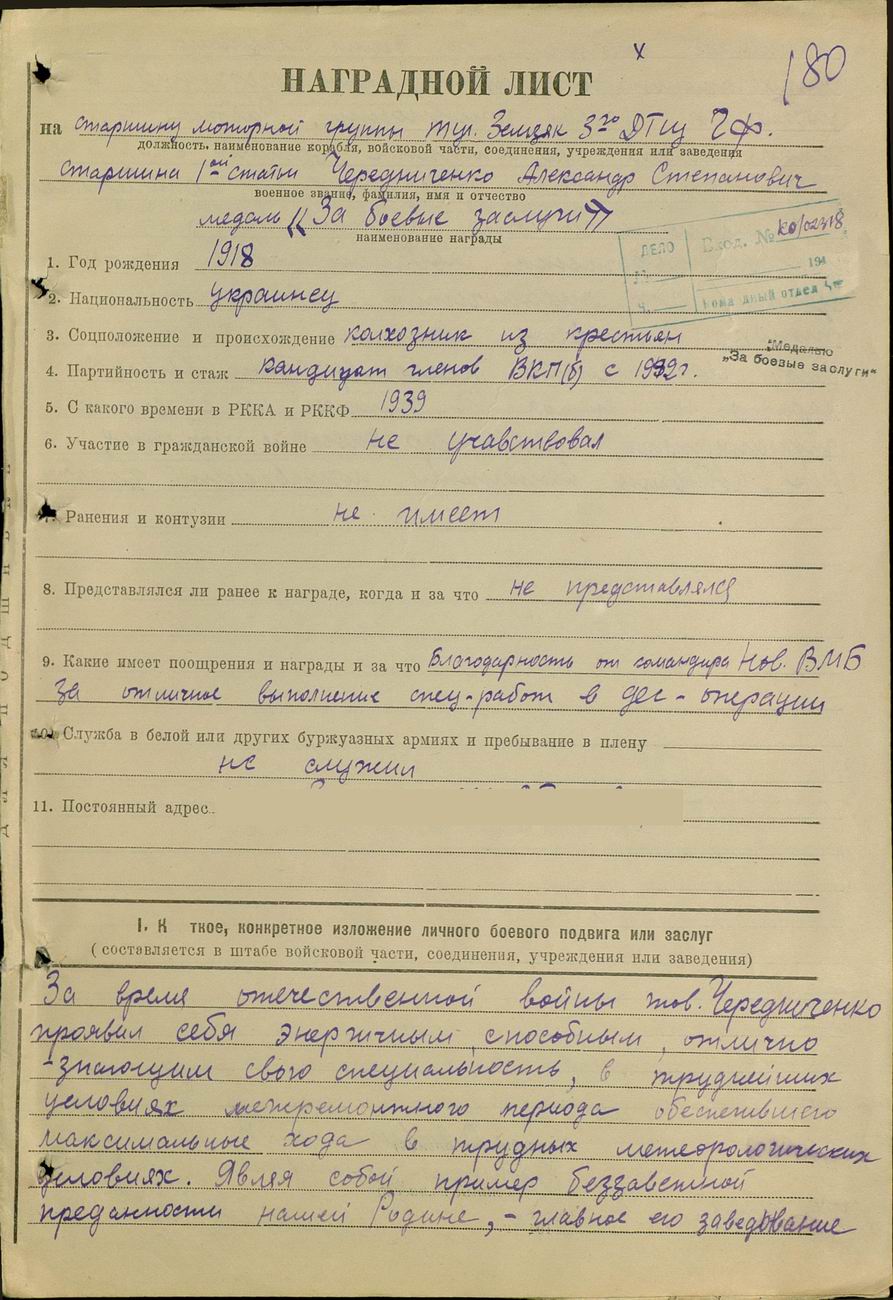 180
НАГРАДНОЙ ЛИСТ
на старшину моторной группы тщ. Земляк 3го ДТЩ ЧФ.
должность, наименование корабля, войсковой части, соединения, учреждения или заведения
старшина 1ой статьи Чередниченко Александр Степанович
военное звание, фамилия, имя и отчество
медаль „За боевые заслуги"
наименование награды
ДЕЛО Вход. № 194
1. Год рождения 1918
2. Национальность украинец
3. Соцположение и происхождение колхозник из крестьян
"Медалью
„За боевые заслуги"
4. Партийность и стаж кандидат членов ВКП(б) с 1942 г.
5. С какого времени в РККА и РККФ 1939
6. Участие в гражданской войне не учавствовал
7. Ранения и контузии не имеет
8. Представлялся ли ранее к награде, когда и за что не представлялся
9. Какие имеет поощрения и награды и за что Благодарность от командира Нов. ВМБ
за отличное выполнение спец-работ в дес-операции
10. Служба в белой или других буржуазных армиях и пребывание в плену
не служил
11. Постоянный адрес
I. К ткое, конкретное изложение личного боевого подвига или заслуг
(составляется в штабе войсковой части, соединения, учреждения или заведения)
За время отечественной войны тов. Чередниченко
проявил себя энергичным, способным, отлично
-знающим свою специальность, в труднейших
условиях межремонтного периода обеспечившего
максимальные хода в трудных метеорологических
условиях. Являя собой пример беззаветной
преданности нашей Родине, - главное его заведование